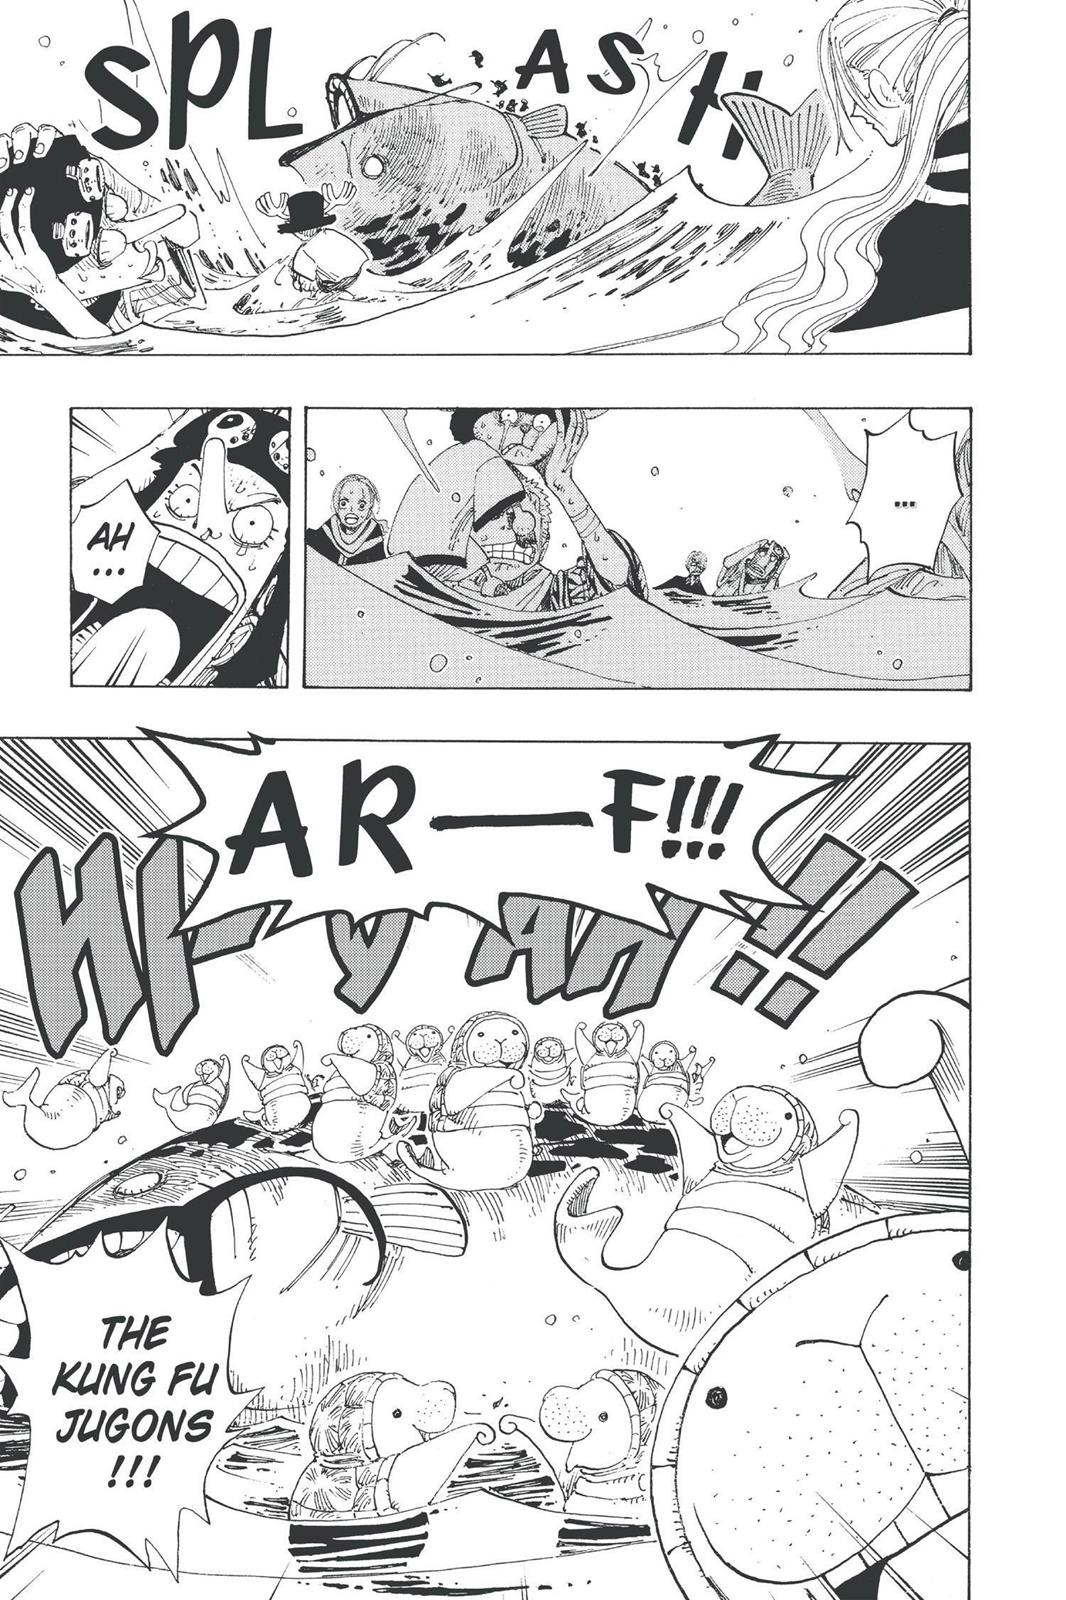 SPLASH
...
AH
...
AR—F!!!
HI-YAH!!
THE
KUNG FU
JUGONS
!!!